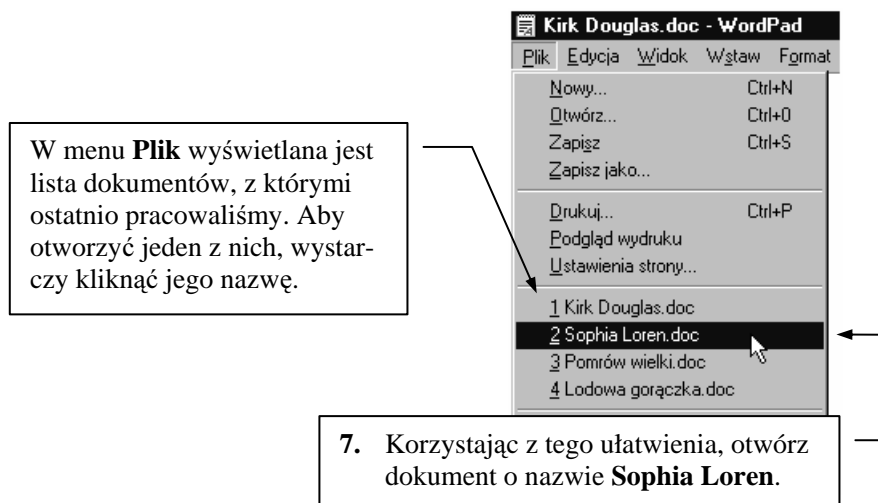 Kirk Douglas.doc - WordPad
Plik Edycja Widok Wstaw Format
Nowy... Ctrl+N
Otwórz... Ctrl+O
Zapisz Ctrl+S
Zapisz jako...
Drukuj... Ctrl+P
Podgląd wydruku
Ustawienia strony...
1 Kirk Douglas.doc
2 Sophia Loren.doc
3 Pomrów wielki.doc
4 Lodowa gorączka.doc
W menu Plik wyświetlana jest
lista dokumentów, z którymi
ostatnio pracowaliśmy. Aby
otworzyć jeden z nich, wystar-
czy kliknąć jego nazwę.
7. Korzystając z tego ułatwienia, otwórz
dokument o nazwie Sophia Loren.